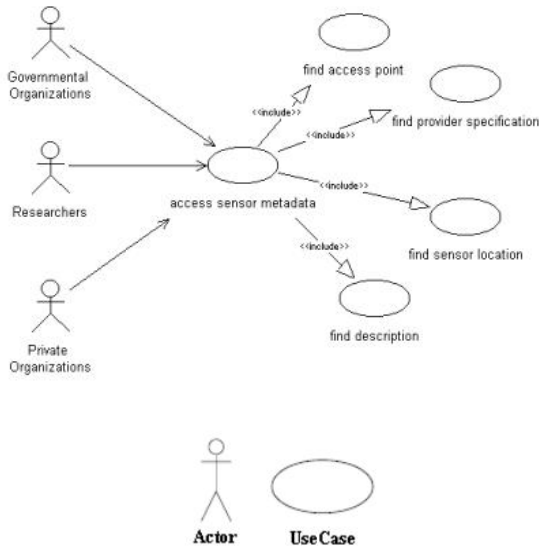 find access point
Governmental
Organizations
<<include>>
find provider specification
<<include>>
<<include>>
Researchers
access sensor metadata
<<include>>
find sensor location
find description
Private
Organizations
Actor
UseCase